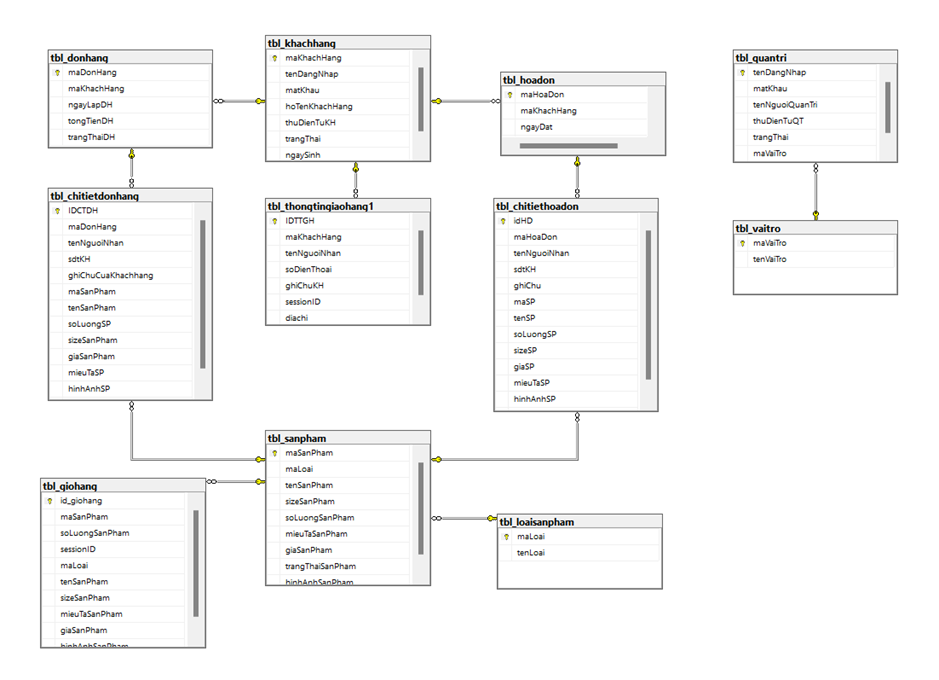 tbl_donhang
maDonHang
maKhachHang
ngayLapDH
tongTienDH
trangThaiDH
tbl_khachhang
maKhachHang
tenDangNhap
matKhau
hoTenKhachHang
thuDienTuKH
trangThai
ngaySinh
tbl_hoadon
maHoaDon
maKhachHang
ngayDat
tbl_quantri
tenDangNhap
matKhau
tenNguoiQuanTri
thuDienTuQT
trangThai
maVaiTro
tbl_chitietdonhang
IDCTDH
maDonHang
tenNguoiNhan
sdtKH
ghiChuCuaKhachhang
maSanPham
tenSanPham
soLuongSP
sizeSanPham
giaSanPham
mieuTaSP
hinhAnhSP
tbl_thongtingiaohang1
IDTTGH
maKhachHang
tenNguoiNhan
soDienThoai
ghiChuKH
sessionID
diachi
tbl_chitiethoadon
idHD
maHoaDon
tenNguoiNhan
sdtKH
ghiChu
maSP
tenSP
soLuongSP
sizeSP
giaSP
mieuTaSP
hinhAnhSP
tbl_vaitro
maVaiTro
tenVaiTro
tbl_sanpham
maSanPham
maLoai
tenSanPham
sizeSanPham
soLuongSanPham
mieuTaSanPham
giaSanPham
trangThaiSanPham
hinhAnhSanPham
tbl_giohang
id_giohang
maSanPham
soLuongSanPham
sessionID
maLoai
tenSanPham
sizeSanPham
mieuTaSanPham
giaSanPham
hinhAnhSanPham
tbl_loaisanpham
maLoai
tenLoai